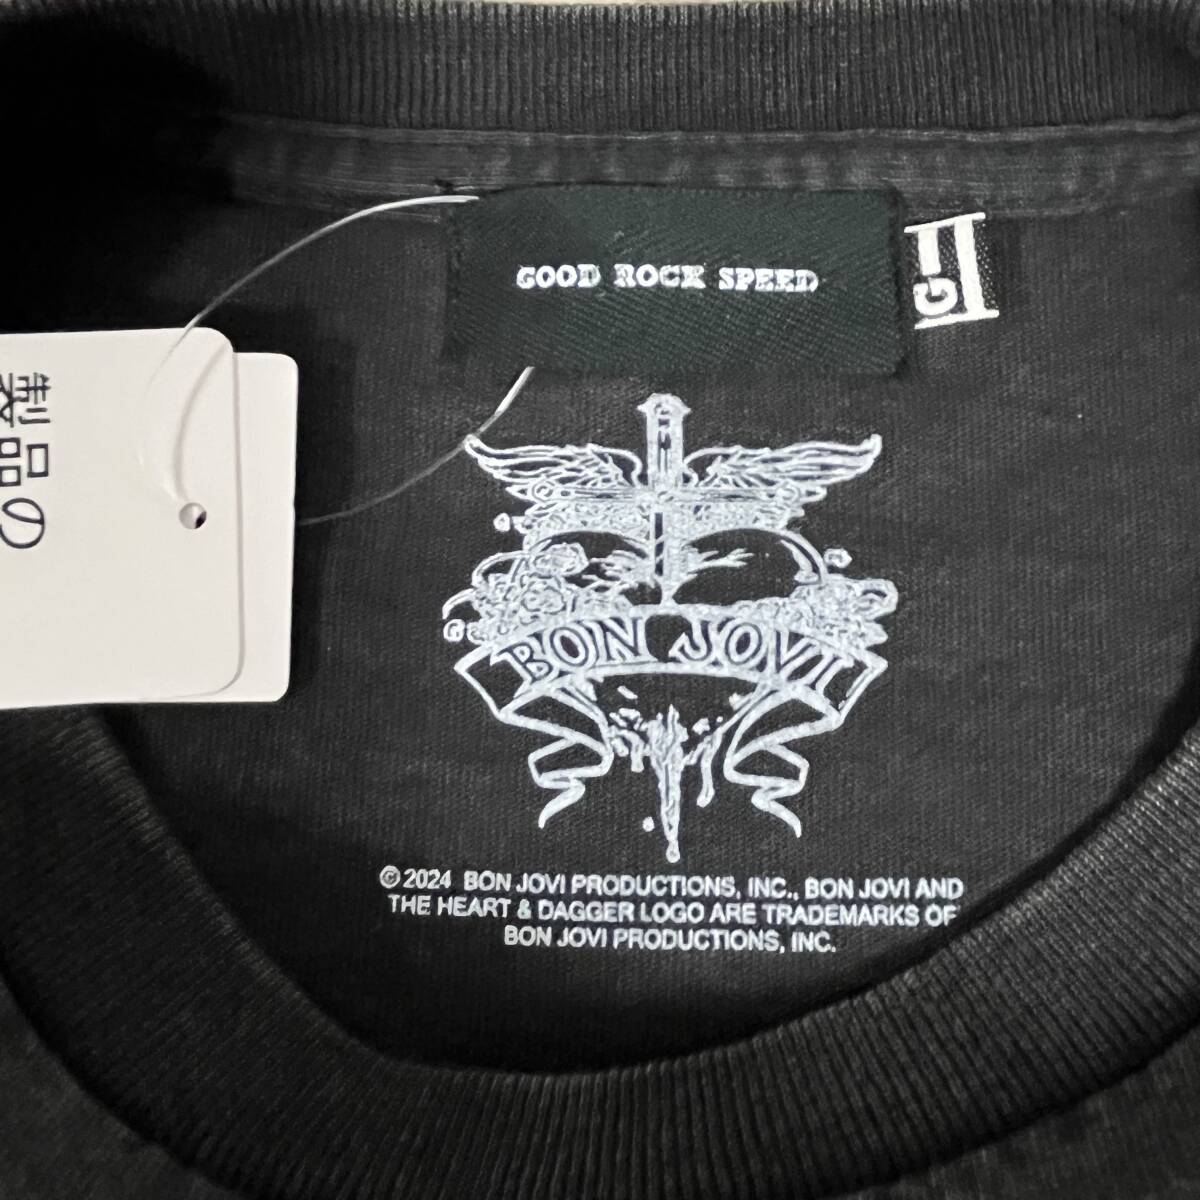 GOOD ROCK SPEED
製品の
BON JOVI
© 2024 BON JOVI PRODUCTIONS, INC., BON JOVI AND
THE HEART & DAGGER LOGO ARE TRADEMARKS OF
BON JOVI PRODUCTIONS, INC.